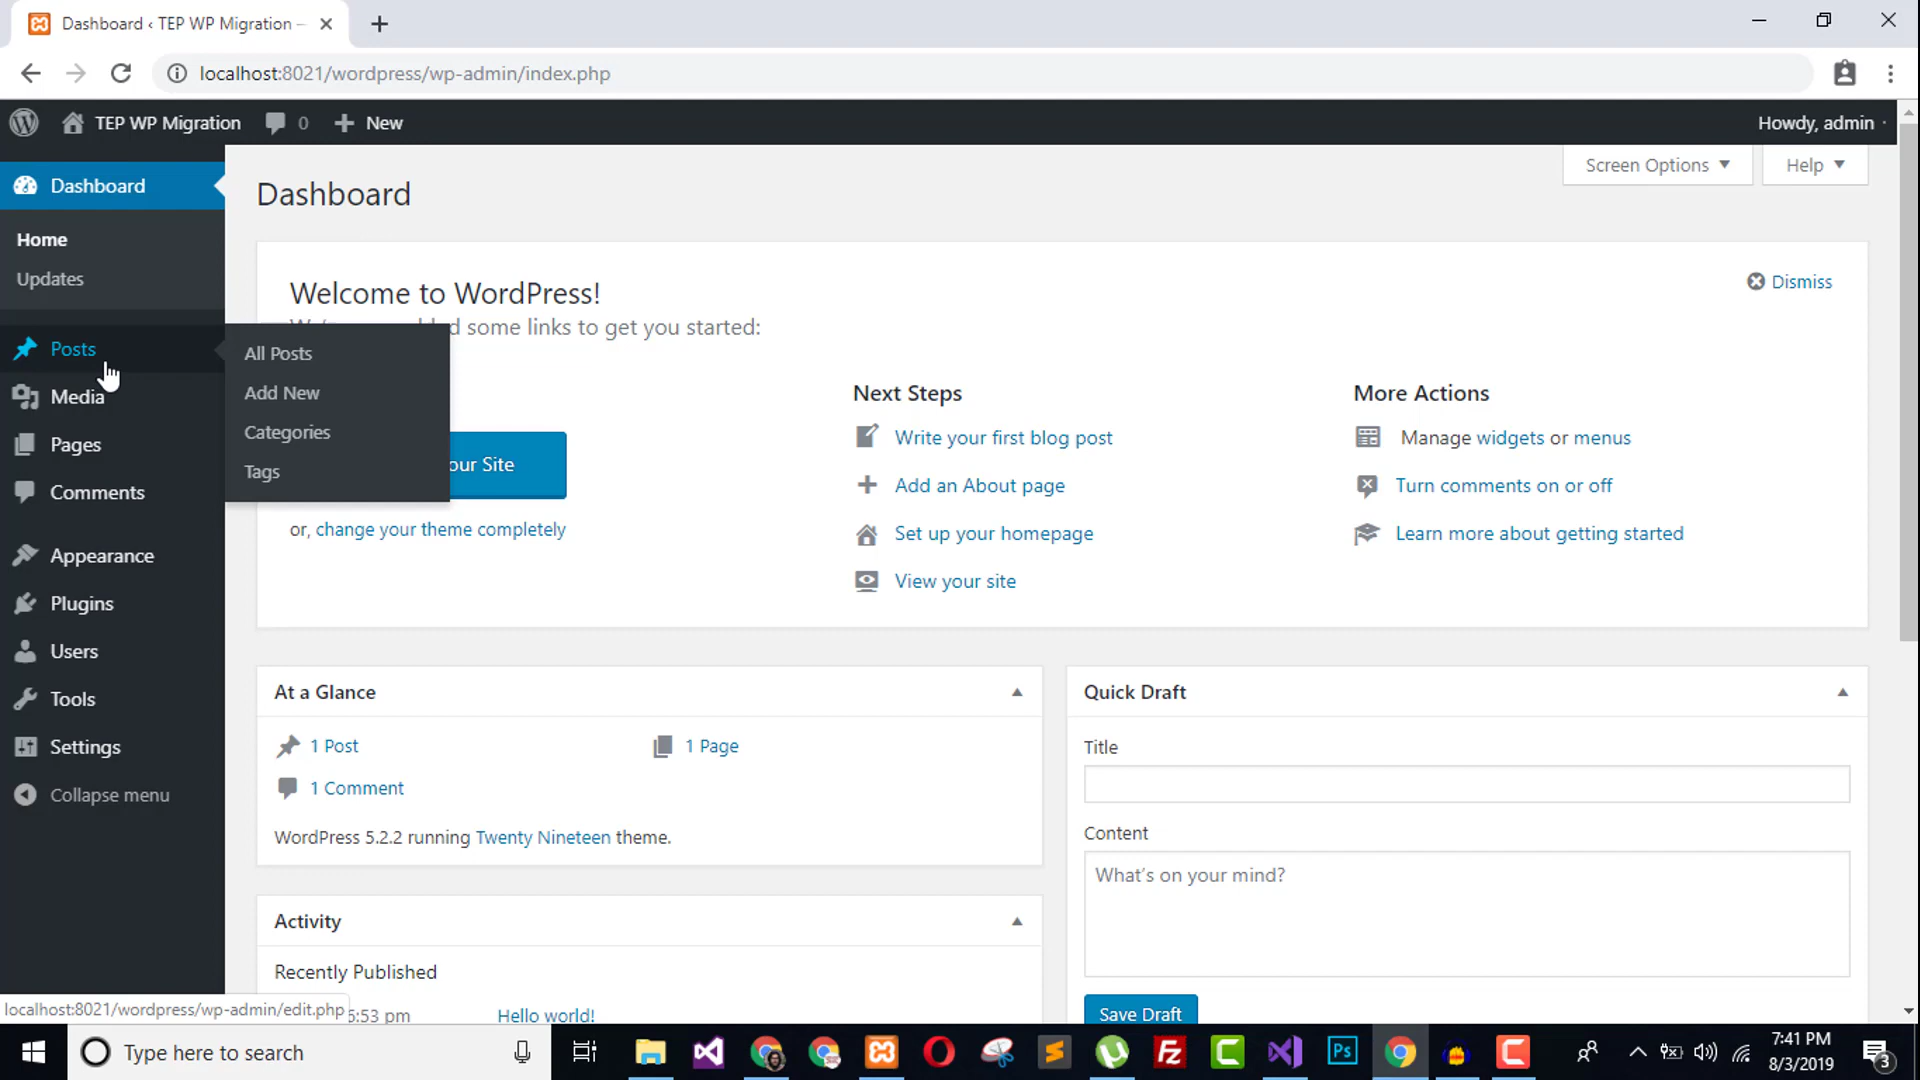 Dashboard ‹ TEP WP Migration –
localhost:8021/wordpress/wp-admin/index.php
TEP WP Migration
0
New
Howdy, admin
Dashboard
Home
Updates
Posts
Media
Pages
Comments
Appearance
Plugins
Users
Tools
Settings
Collapse menu
All Posts
Add New
Categories
Tags
Dashboard
Screen Options
Help
Welcome to WordPress!
some links to get you started:
Dismiss
our Site
or, change your theme completely
Next Steps
Write your first blog post
Add an About page
Set up your homepage
View your site
More Actions
Manage widgets or menus
Turn comments on or off
Learn more about getting started
At a Glance
1 Post
1 Page
1 Comment
WordPress 5.2.2 running Twenty Nineteen theme.
Activity
Recently Published
5:53 pm
Hello world!
Quick Draft
Title
Content
What's on your mind?
Save Draft
localhost:8021/wordpress/wp-admin/edit.php
Type here to search
Ps
Fz
7:41 PM
8/3/2019
3